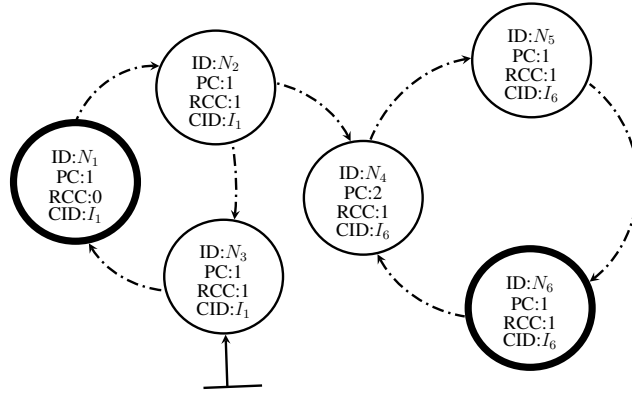 ID:N₁
PC:1
RCC:0
CID:I₁
ID:N₂
PC:1
RCC:1
CID:I₁
ID:N₃
PC:1
RCC:1
CID:I₁
ID:N₄
PC:2
RCC:1
CID:I₆
ID:N₅
PC:1
RCC:1
CID:I₆
ID:N₆
PC:1
RCC:1
CID:I₆